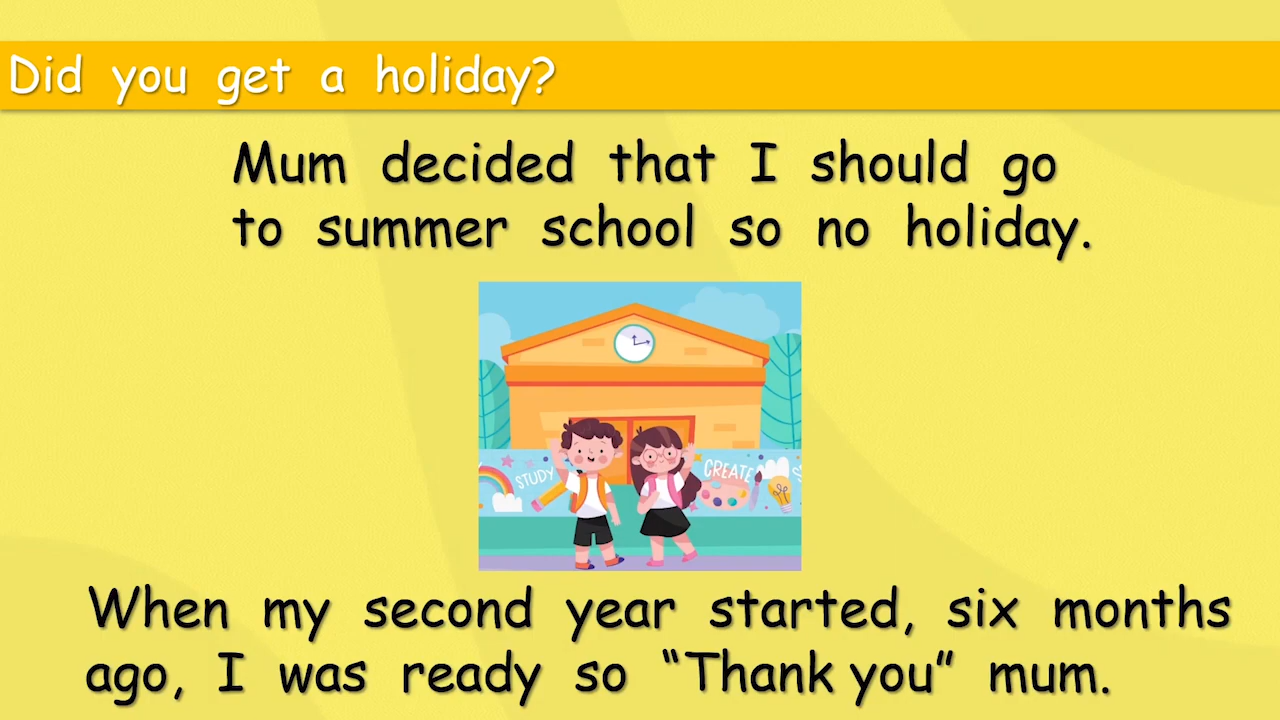 Did you get a holiday?
Mum decided that I should go
to summer school so no holiday.
STUDY
CREATE
When my second year started, six months
ago, I was ready so “Thank you” mum.